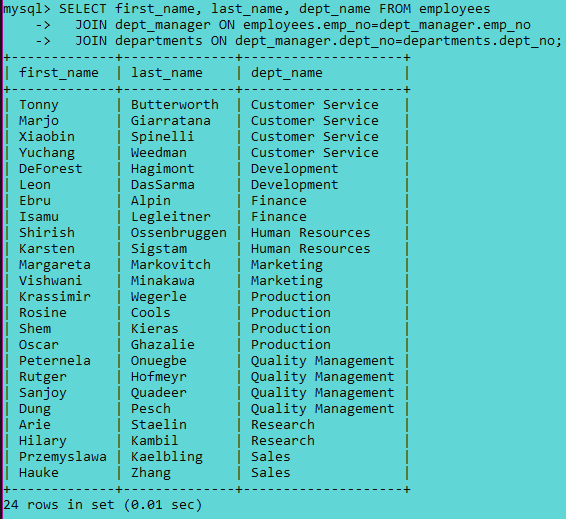 mysql> SELECT first_name, last_name, dept_name FROM employees
    ->   JOIN dept_manager ON employees.emp_no=dept_manager.emp_no
    ->   JOIN departments ON dept_manager.dept_no=departments.dept_no;
+-------------+--------------+--------------------+
| first_name  | last_name    | dept_name          |
+-------------+--------------+--------------------+
| Tonny       | Butterworth  | Customer Service   |
| Marjo       | Giarratana   | Customer Service   |
| Xiaobin     | Spinelli     | Customer Service   |
| Yuchang     | Weedman      | Customer Service   |
| DeForest    | Hagimont     | Development        |
| Leon        | DasSarma     | Development        |
| Ebru        | Alpin        | Finance            |
| Isamu       | Legleitner   | Finance            |
| Shirish     | Ossenbruggen | Human Resources    |
| Karsten     | Sigstam      | Human Resources    |
| Margareta   | Markovitch   | Marketing          |
| Vishwani    | Minakawa     | Marketing          |
| Krassimir   | Wegerle      | Production         |
| Rosine      | Cools        | Production         |
| Shem        | Kieras       | Production         |
| Oscar       | Ghazalie     | Production         |
| Peternela   | Onuegbe      | Quality Management |
| Rutger      | Hofmeyr      | Quality Management |
| Sanjoy      | Quadeer      | Quality Management |
| Dung        | Pesch        | Quality Management |
| Arie        | Staelin      | Research           |
| Hilary      | Kambil       | Research           |
| Przemyslawa | Kaelbling    | Sales              |
| Hauke       | Zhang        | Sales              |
+-------------+--------------+--------------------+
24 rows in set (0.01 sec)